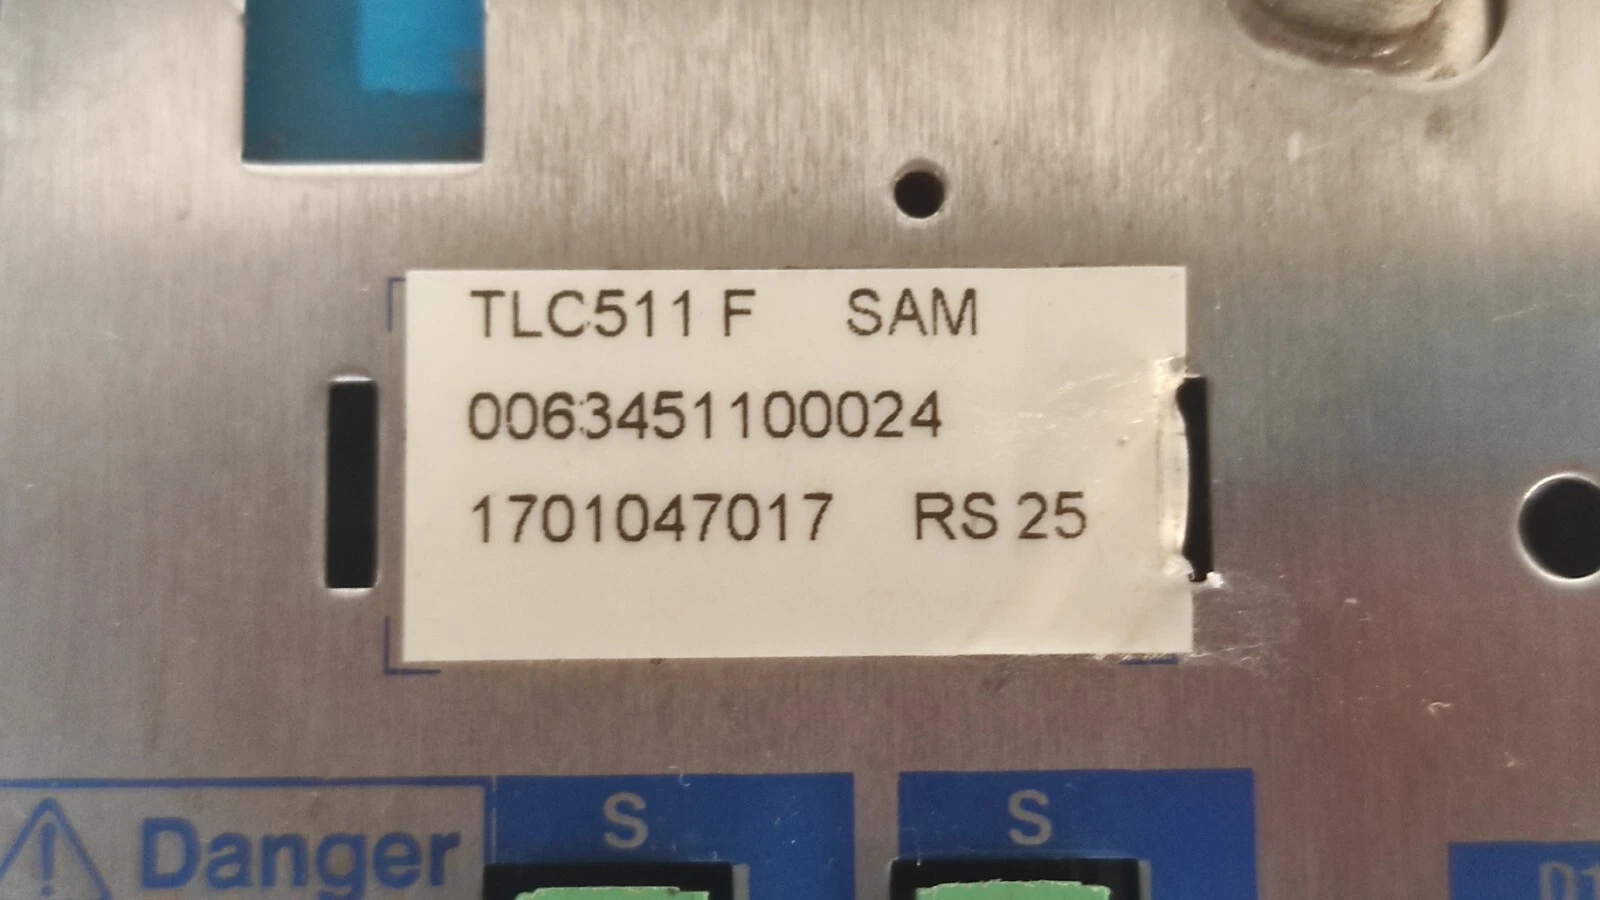 TLC511 F SAM
0063451100024
1701047017 RS 25
Danger
S
S